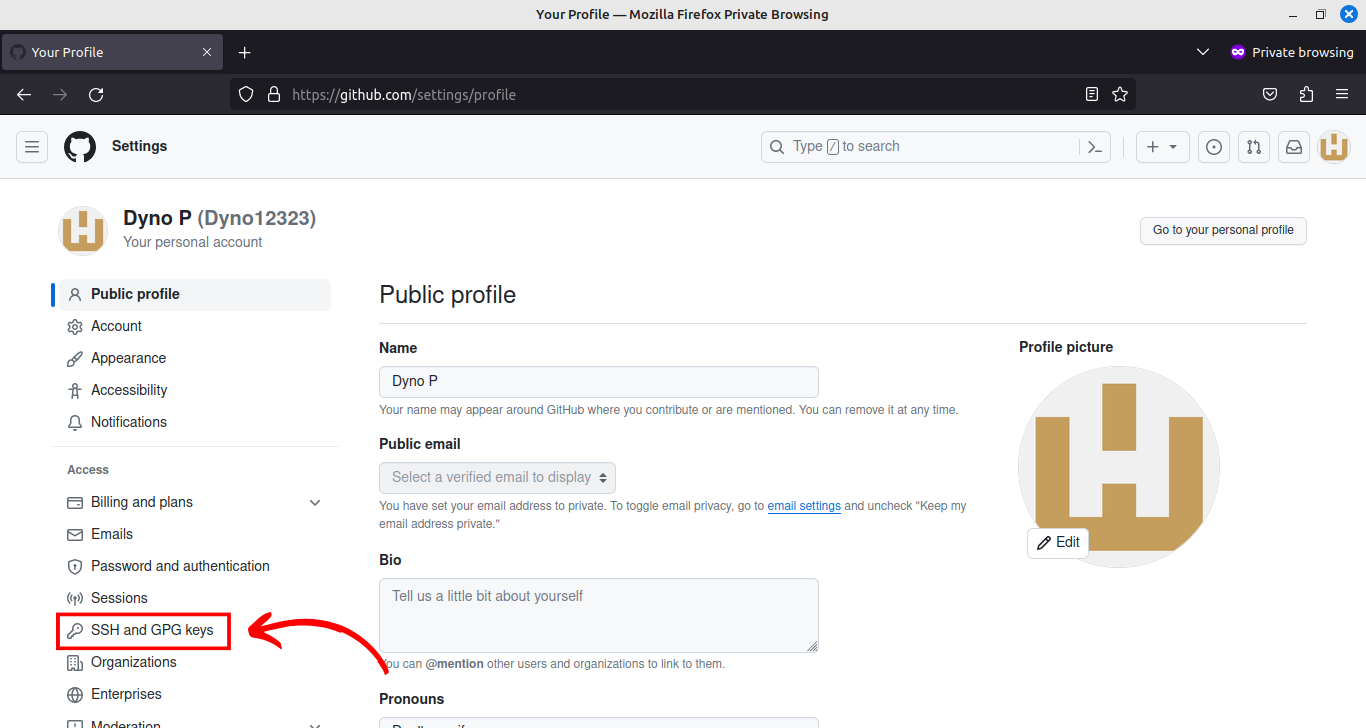 Your Profile — Mozilla Firefox Private Browsing
Your Profile
Private browsing
https://github.com/settings/profile
Settings
Type / to search
Dyno P (Dyno12323)
Your personal account
Go to your personal profile
Public profile
Account
Appearance
Accessibility
Notifications
Access
Billing and plans
Emails
Password and authentication
Sessions
SSH and GPG keys
Organizations
Enterprises
Moderation
Public profile
Name
Dyno P
Your name may appear around GitHub where you contribute or are mentioned. You can remove it at any time.
Public email
Select a verified email to display
You have set your email address to private. To toggle email privacy, go to email settings and uncheck "Keep my
email address private."
Bio
Tell us a little bit about yourself
You can @mention other users and organizations to link to them.
Pronouns
Profile picture
Edit